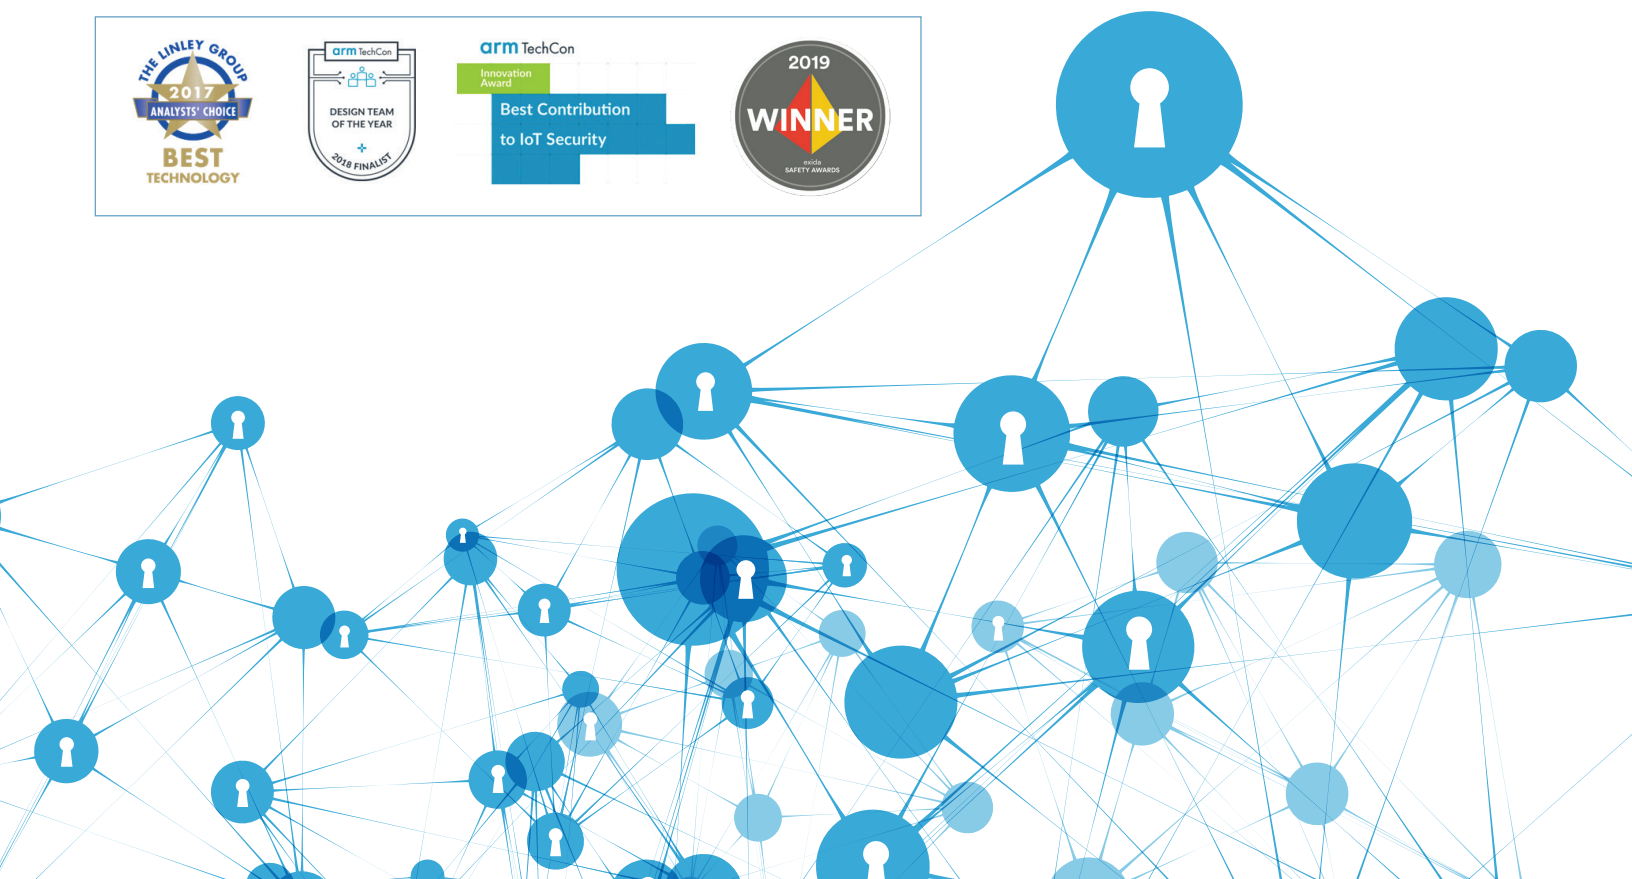 THE LINLEY GROUP
2017
ANALYSTS' CHOICE
BEST
TECHNOLOGY
arm TechCon
DESIGN TEAM
OF THE YEAR
2018 FINALIST
arm TechCon
Innovation
Award
Best Contribution
to IoT Security
2019
WINNER
exida
SAFETY AWARDS